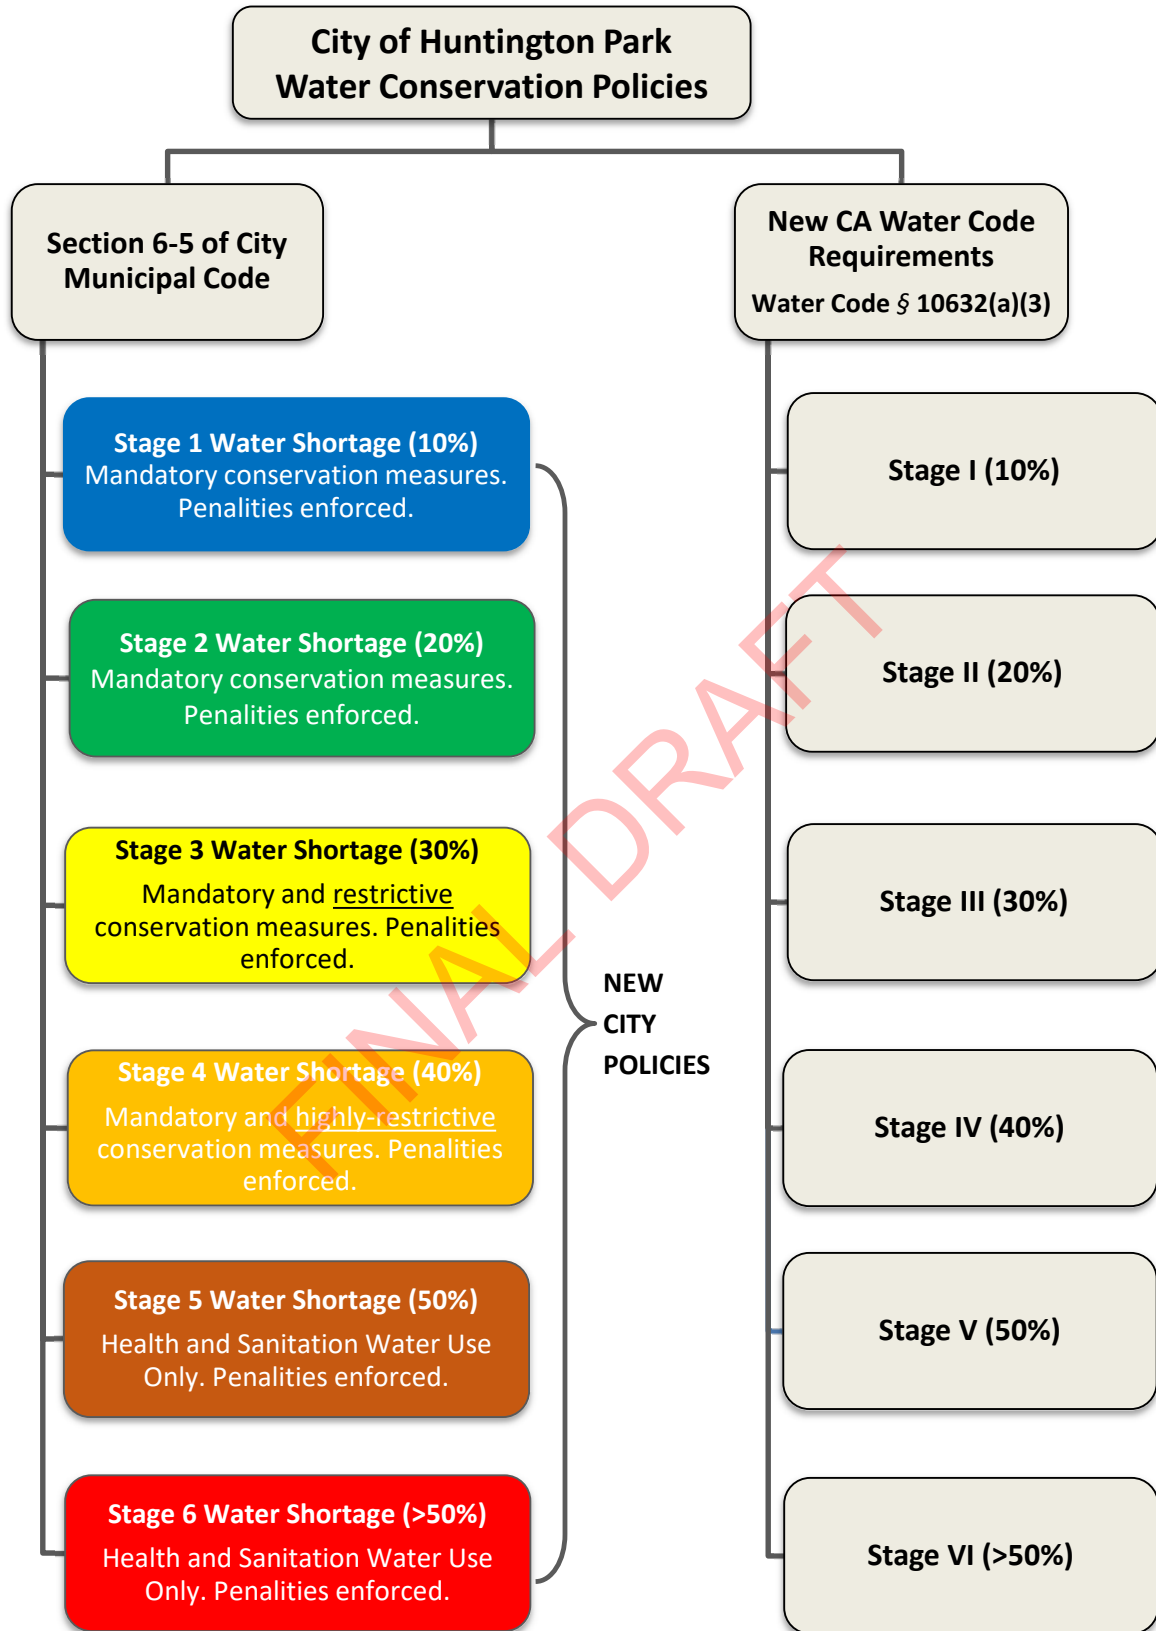 City of Huntington Park
Water Conservation Policies
Section 6-5 of City
Municipal Code
Stage 1 Water Shortage (10%)
Mandatory conservation measures.
Penalities enforced.
Stage 2 Water Shortage (20%)
Mandatory conservation measures.
Penalities enforced.
Stage 3 Water Shortage (30%)
Mandatory and restrictive
conservation measures. Penalities
enforced.
Stage 4 Water Shortage (40%)
Mandatory and highly-restrictive
conservation measures. Penalities
enforced.
Stage 5 Water Shortage (50%)
Health and Sanitation Water Use
Only. Penalities enforced.
Stage 6 Water Shortage (>50%)
Health and Sanitation Water Use
Only. Penalities enforced.
NEW
CITY
POLICIES
New CA Water Code
Requirements
Water Code § 10632(a)(3)
Stage I (10%)
Stage II (20%)
Stage III (30%)
Stage IV (40%)
Stage V (50%)
Stage VI (>50%)
FINAL DRAFT